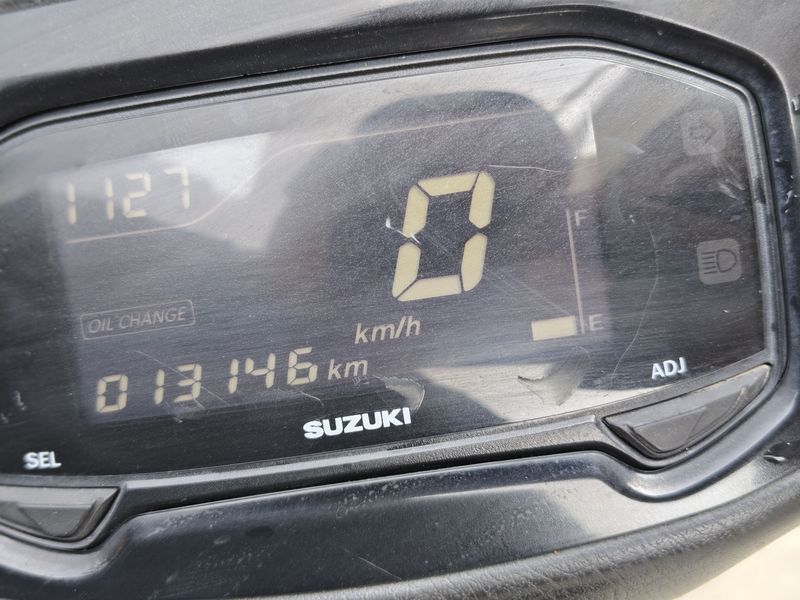 1127
0
F
OIL CHANGE
km/h
E
013146 km
ADJ
SUZUKI
SEL